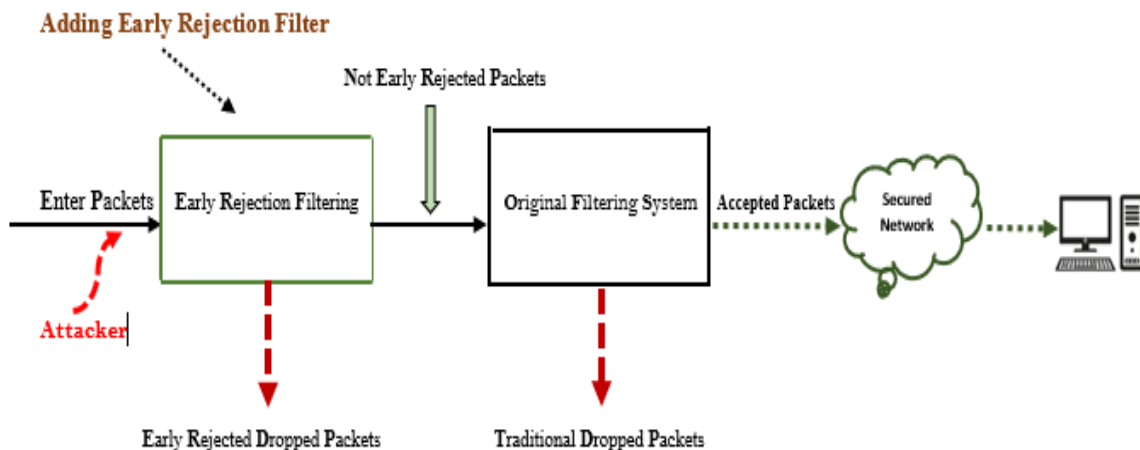 Adding Early Rejection Filter
Not Early Rejected Packets
Enter Packets
Early Rejection Filtering
Original Filtering System
Accepted Packets
Secured
Network
Attacker
Early Rejected Dropped Packets
Traditional Dropped Packets